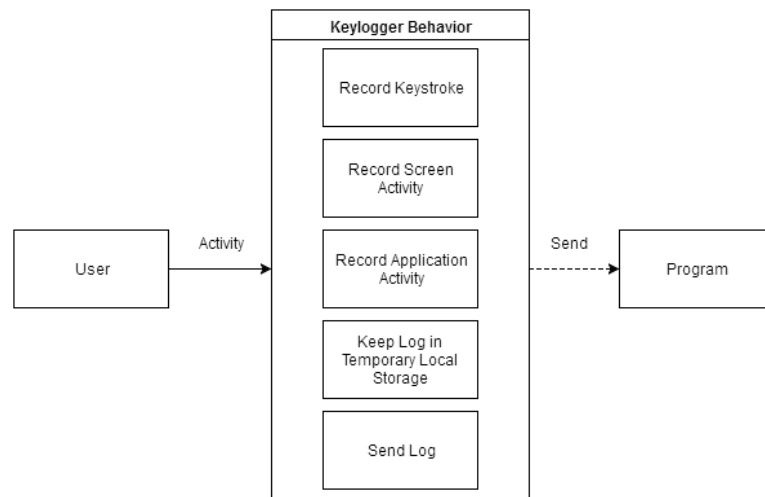 Keylogger Behavior
Record Keystroke
Record Screen
Activity
User
Activity
Record Application
Activity
Send
Program
Keep Log in
Temporary Local
Storage
Send Log